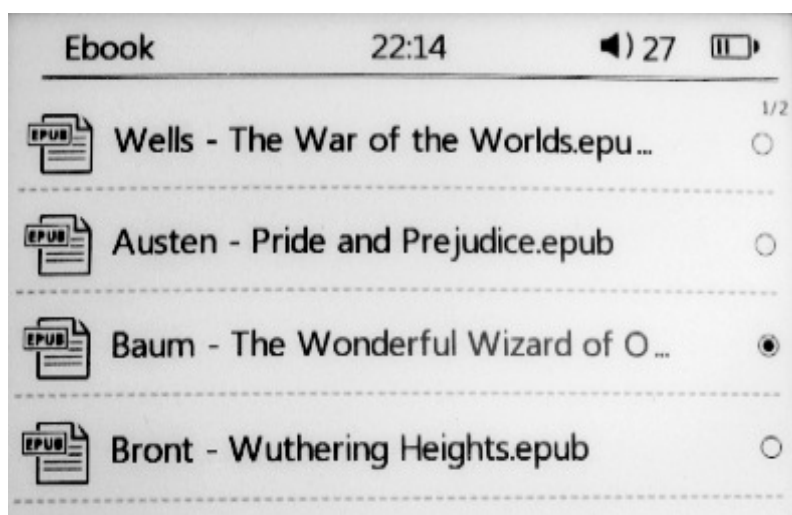 Ebook 22:14 27
1/2
EPUB Wells - The War of the Worlds.epu...
EPUB Austen - Pride and Prejudice.epub
EPUB Baum - The Wonderful Wizard of O...
EPUB Bront - Wuthering Heights.epub